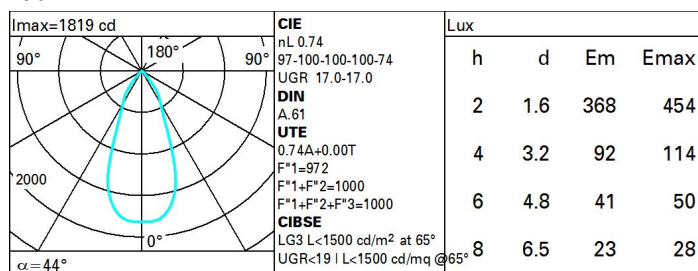 Imax=1819 cd
90° 180° 90°
2000
0°
α=44°
CIE
nL 0.74
97-100-100-100-74
UGR 17.0-17.0
DIN
A.61
UTE
0.74A+0.00T
F"1=972
F"1+F"2=1000
F"1+F"2+F"3=1000
CIBSE
LG3 L<1500 cd/m² at 65°
UGR<19 | L<1500 cd/mq @65°
Lux
h d Em Emax
2 1.6 368 454
4 3.2 92 114
6 4.8 41 50
8 6.5 23 28